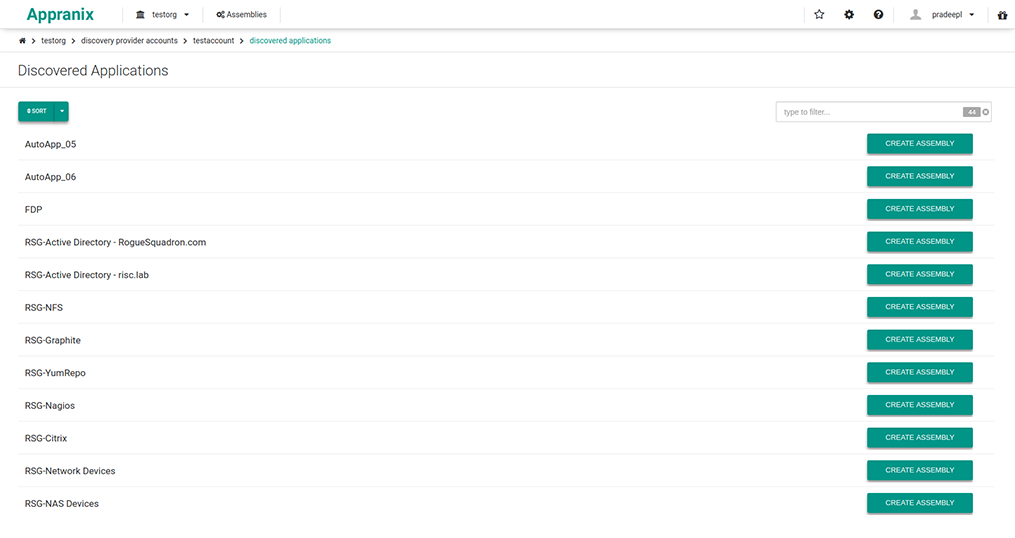 Appranix testorg Assemblies pradeepl
testorg discovery provider accounts testaccount discovered applications
Discovered Applications
SORT type to filter... 44
AutoApp_05 CREATE ASSEMBLY
AutoApp_06 CREATE ASSEMBLY
FDP CREATE ASSEMBLY
RSG-Active Directory - RogueSquadron.com CREATE ASSEMBLY
RSG-Active Directory - risc.lab CREATE ASSEMBLY
RSG-NFS CREATE ASSEMBLY
RSG-Graphite CREATE ASSEMBLY
RSG-YumRepo CREATE ASSEMBLY
RSG-Nagios CREATE ASSEMBLY
RSG-Citrix CREATE ASSEMBLY
RSG-Network Devices CREATE ASSEMBLY
RSG-NAS Devices CREATE ASSEMBLY